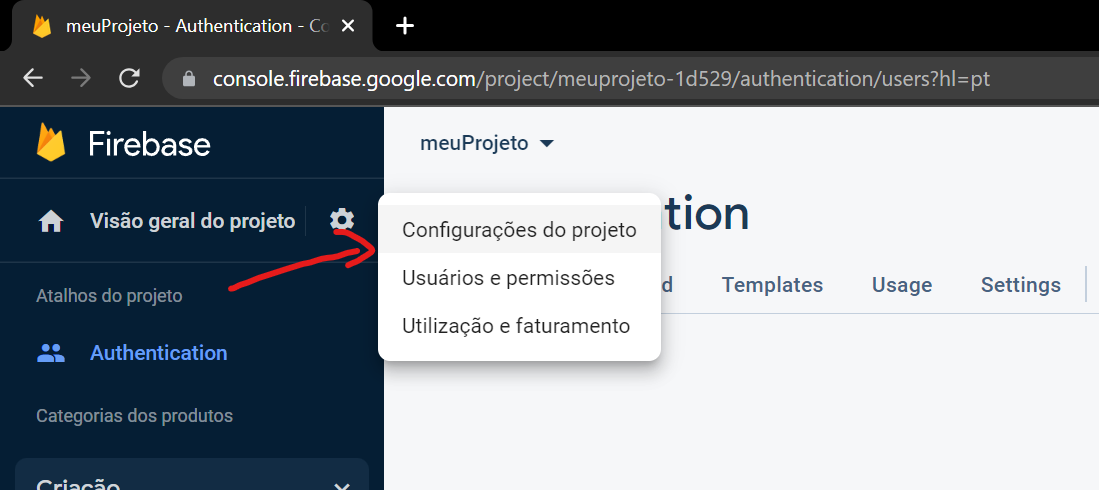 meuProjeto - Authentication - Co
console.firebase.google.com/project/meuprojeto-1d529/authentication/users?hl=pt
Firebase
meuProjeto
Visão geral do projeto
Configurações do projeto
tion
Usuários e permissões
d Templates Usage Settings
Atalhos do projeto
Utilização e faturamento
Authentication
Categorias dos produtos
Criação